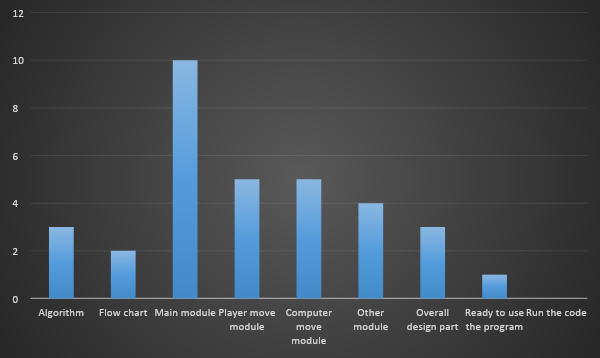 12
10
8
6
4
2
0
Algorithm
Flow chart
Main module
Player move
module
Computer
move
module
Other
module
Overall
design part
Ready to use
the program
Run the code